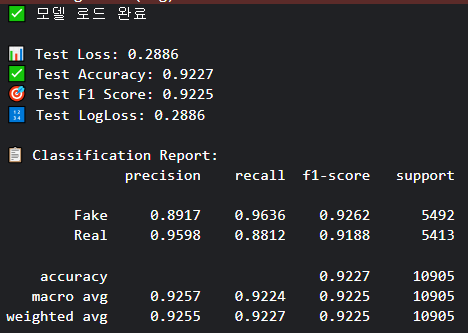 ✅ 모델 로드 완료
📊 Test Loss: 0.2886
✅ Test Accuracy: 0.9227
🎯 Test F1 Score: 0.9225
🔢 Test LogLoss: 0.2886
📋 Classification Report:
precision recall f1-score support
Fake 0.8917 0.9636 0.9262 5492
Real 0.9598 0.8812 0.9188 5413
accuracy 0.9227 10905
macro avg 0.9257 0.9224 0.9225 10905
weighted avg 0.9255 0.9227 0.9225 10905